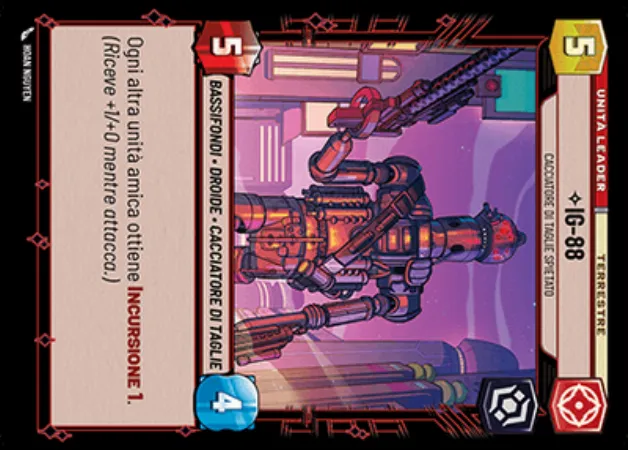 5
UNITÀ LEADER
TERRESTRE
IG-88
CACCIATORE DI TAGLIE SPIETATO
5
4
BASSIFONDI • DROIDE • CACCIATORE DI TAGLIE
Ogni altra unità amica ottiene INCURSIONE 1.
(Riceve +1/+0 mentre attacca.)
HOAN NGUYEN